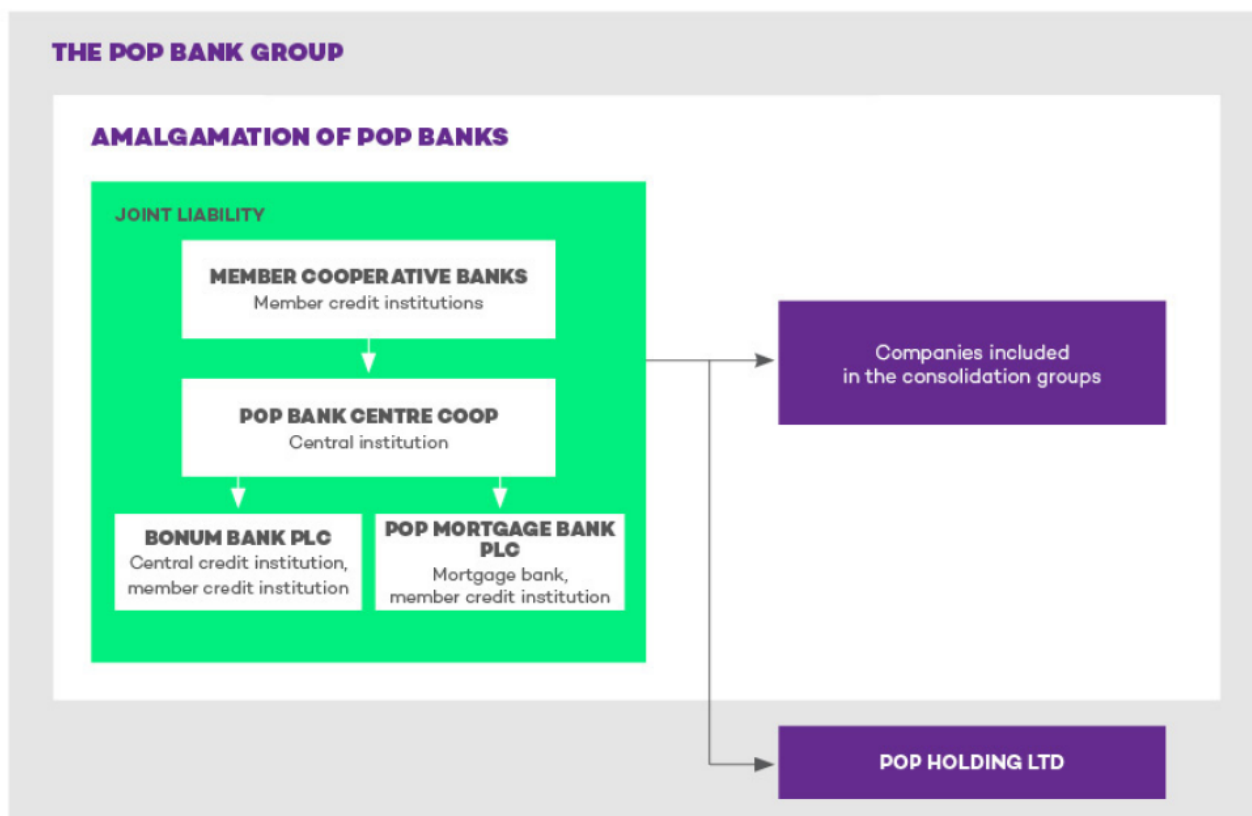 THE POP BANK GROUP
AMALGAMATION OF POP BANKS
JOINT LIABILITY
MEMBER COOPERATIVE BANKS
Member credit institutions
POP BANK CENTRE COOP
Central institution
BONUM BANK PLC
Central credit institution,
member credit institution
POP MORTGAGE BANK
PLC
Mortgage bank,
member credit institution
Companies included
in the consolidation groups
POP HOLDING LTD